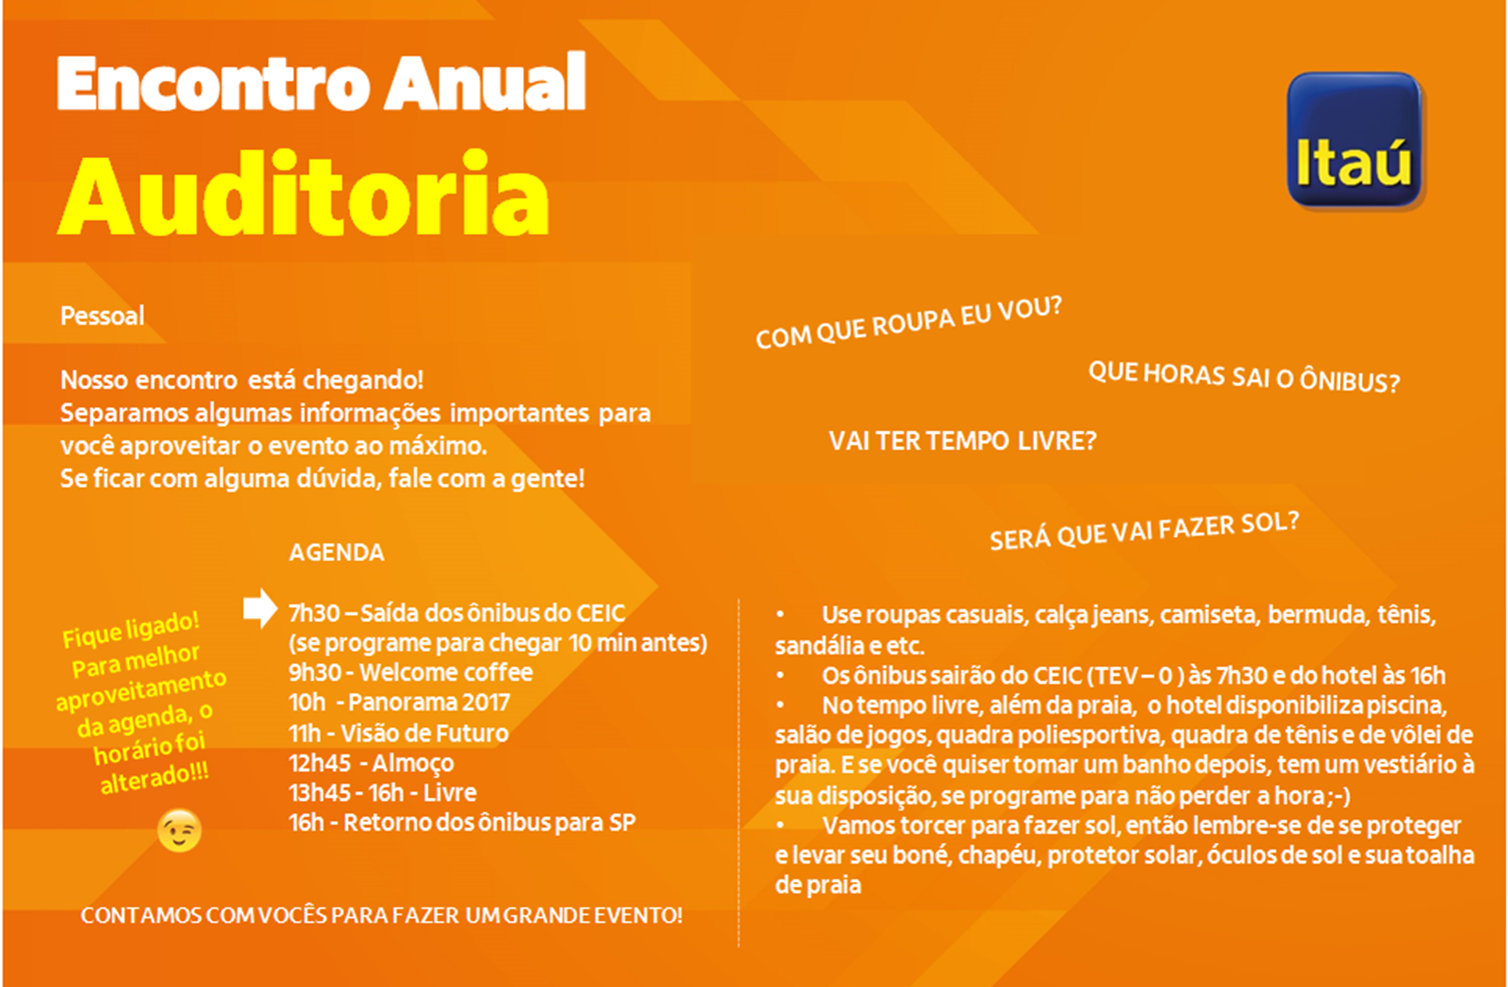 Encontro Anual
Auditoria
Itaú
Pessoal
Nosso encontro está chegando!
Separamos algumas informações importantes para
você aproveitar o evento ao máximo.
Se ficar com alguma dúvida, fale com a gente!
COM QUE ROUPA EU VOU?
QUE HORAS SAI O ÔNIBUS?
VAI TER TEMPO LIVRE?
SERÁ QUE VAI FAZER SOL?
AGENDA
Fique ligado!
Para melhor
aproveitamento
da agenda, o
horário foi
alterado!!!
7h30 – Saída dos ônibus do CEIC
(se programe para chegar 10 min antes)
9h30 - Welcome coffee
10h - Panorama 2017
11h - Visão de Futuro
12h45 - Almoço
13h45 - 16h - Livre
16h - Retorno dos ônibus para SP
CONTAMOS COM VOCÊS PARA FAZER UM GRANDE EVENTO!
• Use roupas casuais, calça jeans, camiseta, bermuda, tênis,
sandália e etc.
• Os ônibus sairão do CEIC (TEV – 0 ) às 7h30 e do hotel às 16h
• No tempo livre, além da praia, o hotel disponibiliza piscina,
salão de jogos, quadra poliesportiva, quadra de tênis e de vôlei de
praia. E se você quiser tomar um banho depois, tem um vestiário à
sua disposição, se programe para não perder a hora ;-)
• Vamos torcer para fazer sol, então lembre-se de se proteger
e levar seu boné, chapéu, protetor solar, óculos de sol e sua toalha
de praia